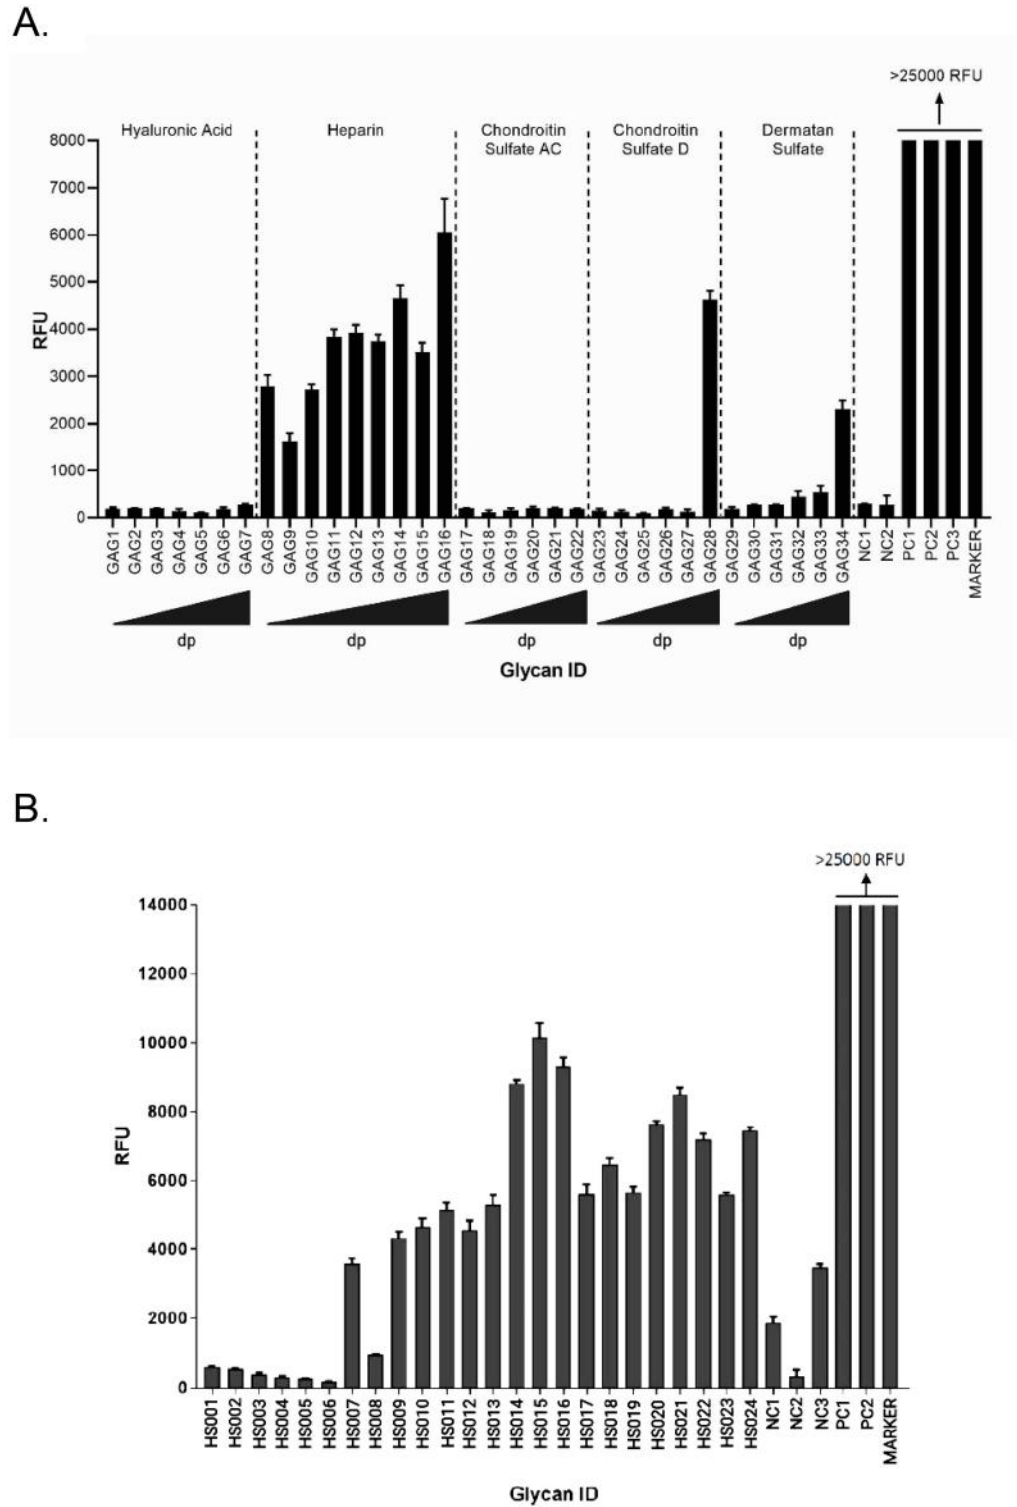 A.
>25000 RFU
Hyaluronic Acid
Heparin
Chondroitin
Sulfate AC
Chondroitin
Sulfate D
Dermatan
Sulfate
8000
7000
6000
5000
4000
3000
2000
1000
0
RFU
GAG1
GAG2
GAG3
GAG4
GAG5
GAG6
GAG7
GAG8
GAG9
GAG10
GAG11
GAG12
GAG13
GAG14
GAG15
GAG16
GAG17
GAG18
GAG19
GAG20
GAG21
GAG22
GAG23
GAG24
GAG25
GAG26
GAG27
GAG28
GAG29
GAG30
GAG31
GAG32
GAG33
GAG34
NC1
NC2
PC1
PC2
PC3
MARKER
dp
dp
dp
dp
dp
Glycan ID
B.
>25000 RFU
14000
12000
10000
8000
6000
4000
2000
0
RFU
HS001
HS002
HS003
HS004
HS005
HS006
HS007
HS008
HS009
HS010
HS011
HS012
HS013
HS014
HS015
HS016
HS017
HS018
HS019
HS020
HS021
HS022
HS023
HS024
NC1
NC2
NC3
PC1
PC2
MARKER
Glycan ID